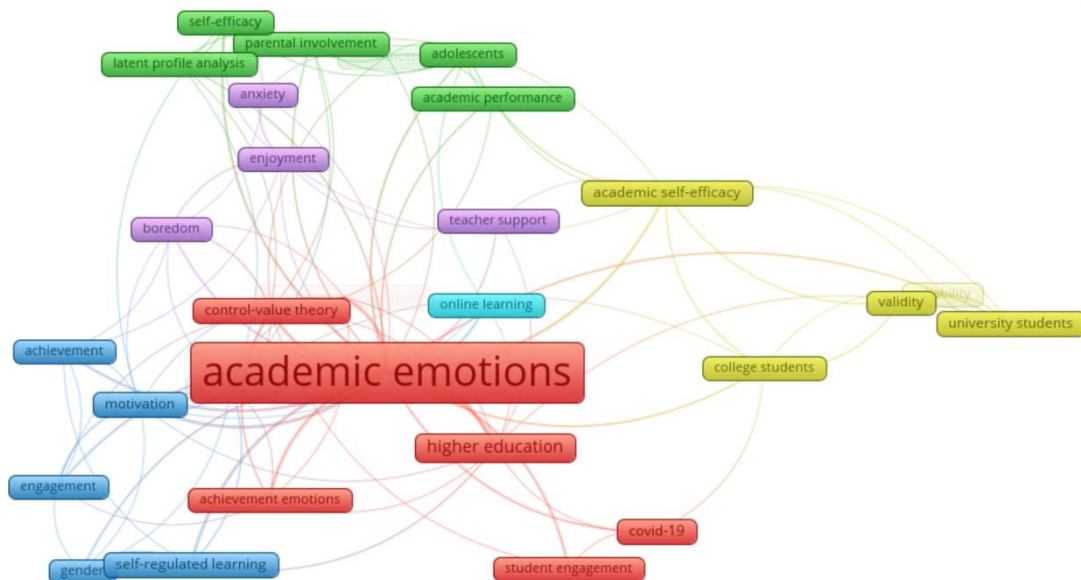 self-efficacy
parental involvement
adolescents
latent profile analysis
anxiety
academic performance
enjoyment
academic self-efficacy
teacher support
boredom
validity
control-value theory
online learning
university students
achievement
academic emotions
college students
motivation
higher education
engagement
achievement emotions
covid-19
self-regulated learning
gender
student engagement